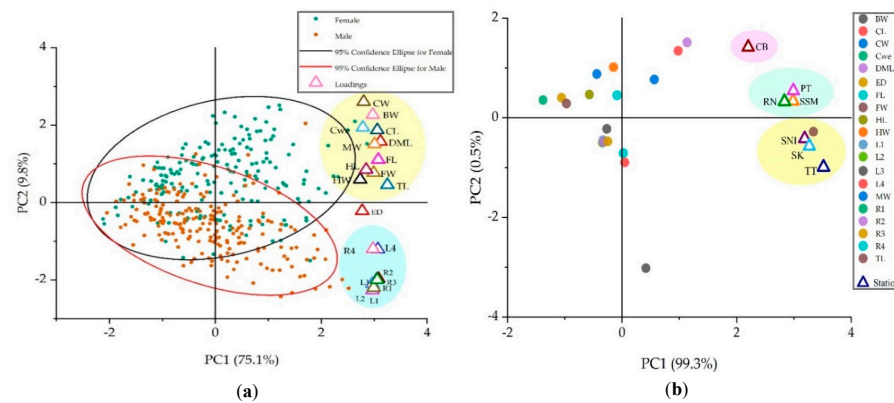 Female
Male
95% Confidence Ellipse for Female
95% Confidence Ellipse for Male
Loadings
4
2
0
-2
PC2 (9.8%)
CW
BW
Cwe
CL
MW
DML
HL
FL
HW
FW
TL
ED
R4
L4
R2
L3
R3
R1
L2
L1
-2
0
2
4
PC1 (75.1%)
(a)
4
0
-4
PC2 (0.5%)
CB
PT
RN
SSM
SNI
SK
TT
-2
0
2
4
PC1 (99.3%)
(b)
BW
CL
CW
Cwe
DML
ED
FL
FW
HL
HW
L1
L2
L3
L4
MW
R1
R2
R3
R4
TL